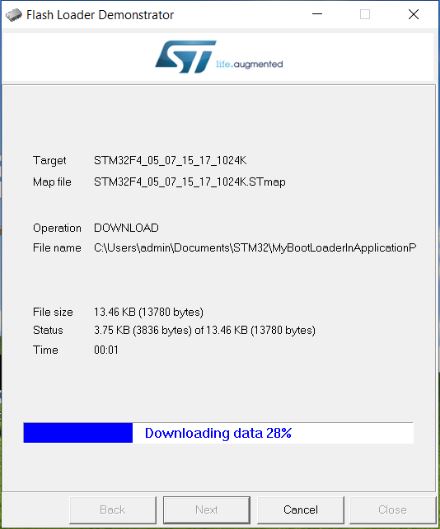 Flash Loader Demonstrator
ST
life.augmented
Target STM32F4_05_07_15_17_1024K
Map file STM32F4_05_07_15_17_1024K.STmap
Operation DOWNLOAD
File name C:\Users\admin\Documents\STM32\MyBootLoaderInApplicationP
File size 13.46 KB (13780 bytes)
Status 3.75 KB (3836 bytes) of 13.46 KB (13780 bytes)
Time 00:01
Downloading data 28%
Back Next Cancel Close